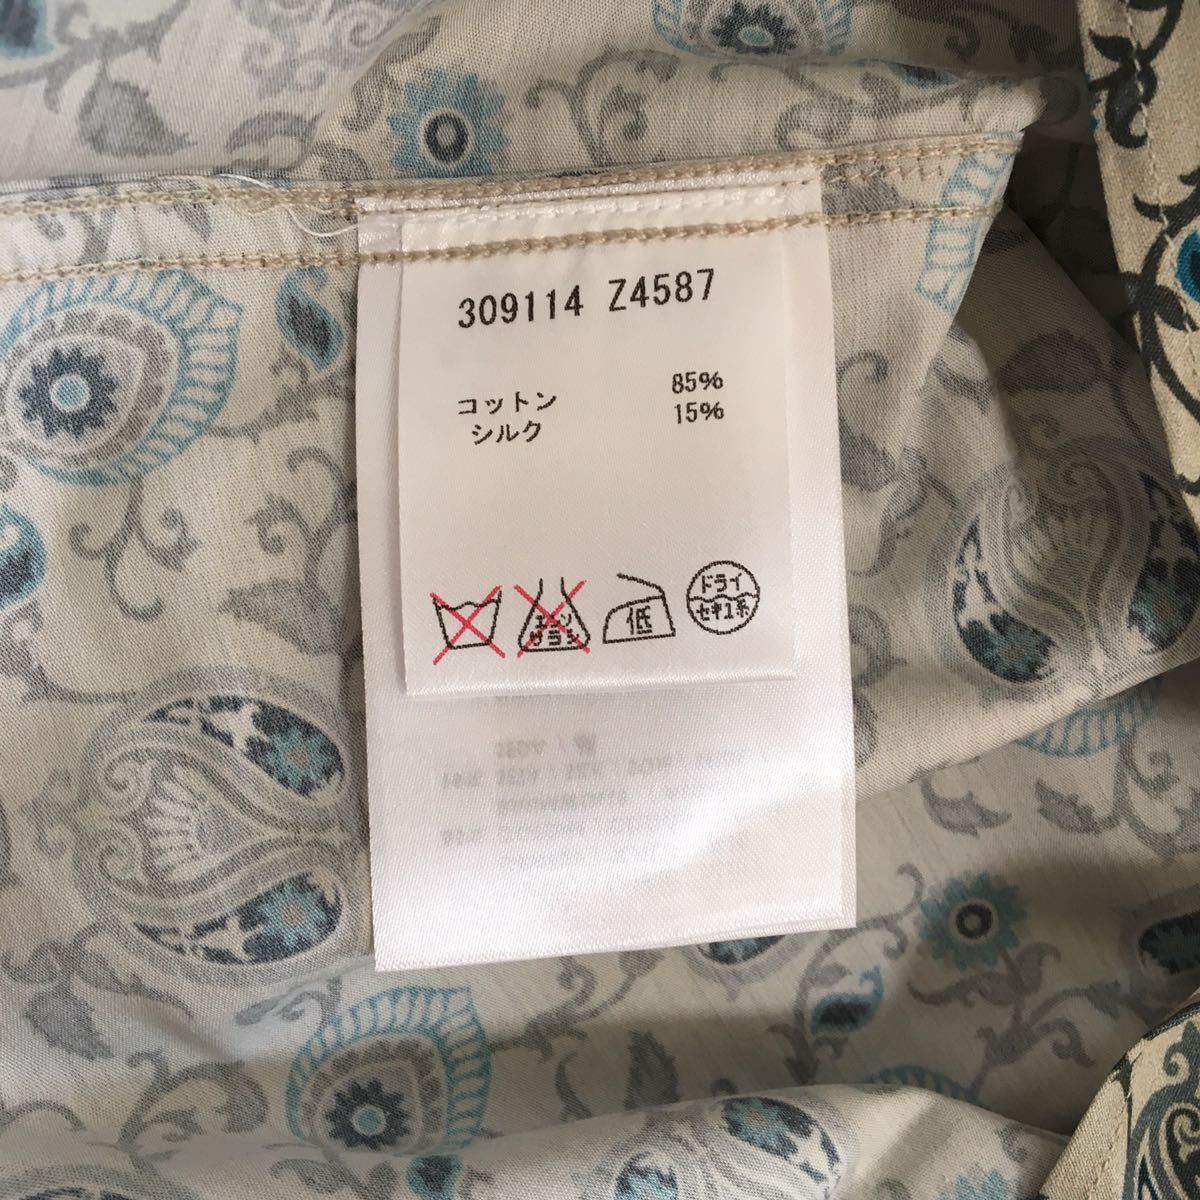 309114 Z4587
コットン 85%
シルク 15%
エンソ
サラシ
低
ドライ
セキユ系